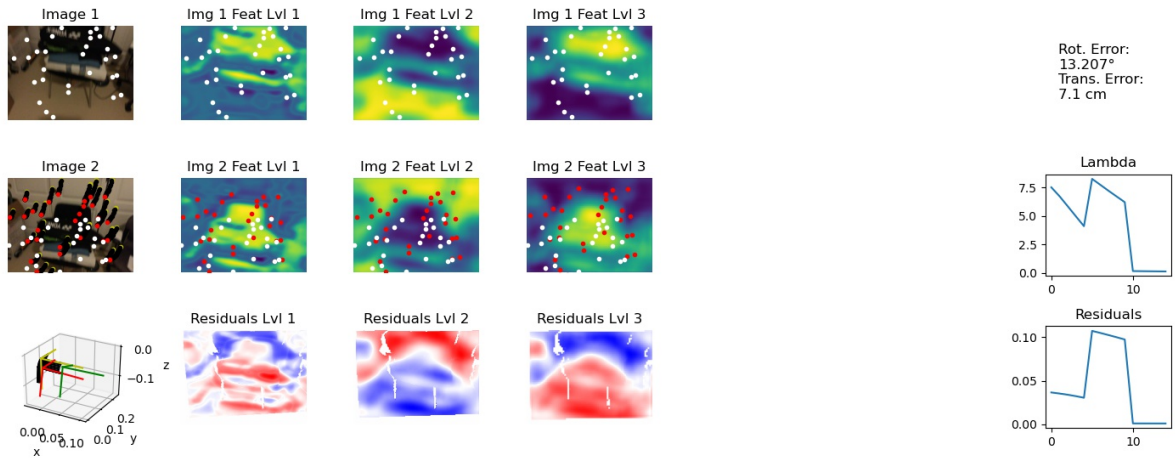 Image 1
Img 1 Feat Lvl 1
Img 1 Feat Lvl 2
Img 1 Feat Lvl 3
Rot. Error:
13.207°
Trans. Error:
7.1 cm
Image 2
Img 2 Feat Lvl 1
Img 2 Feat Lvl 2
Img 2 Feat Lvl 3
Lambda
7.5
5.0
2.5
0.0
0
10
Residuals Lvl 1
Residuals Lvl 2
Residuals Lvl 3
Residuals
0.0
−0.1
z
0.00
0.05
0.10
x
0.0
0.1
0.2
y
0.10
0.05
0.00
0
10